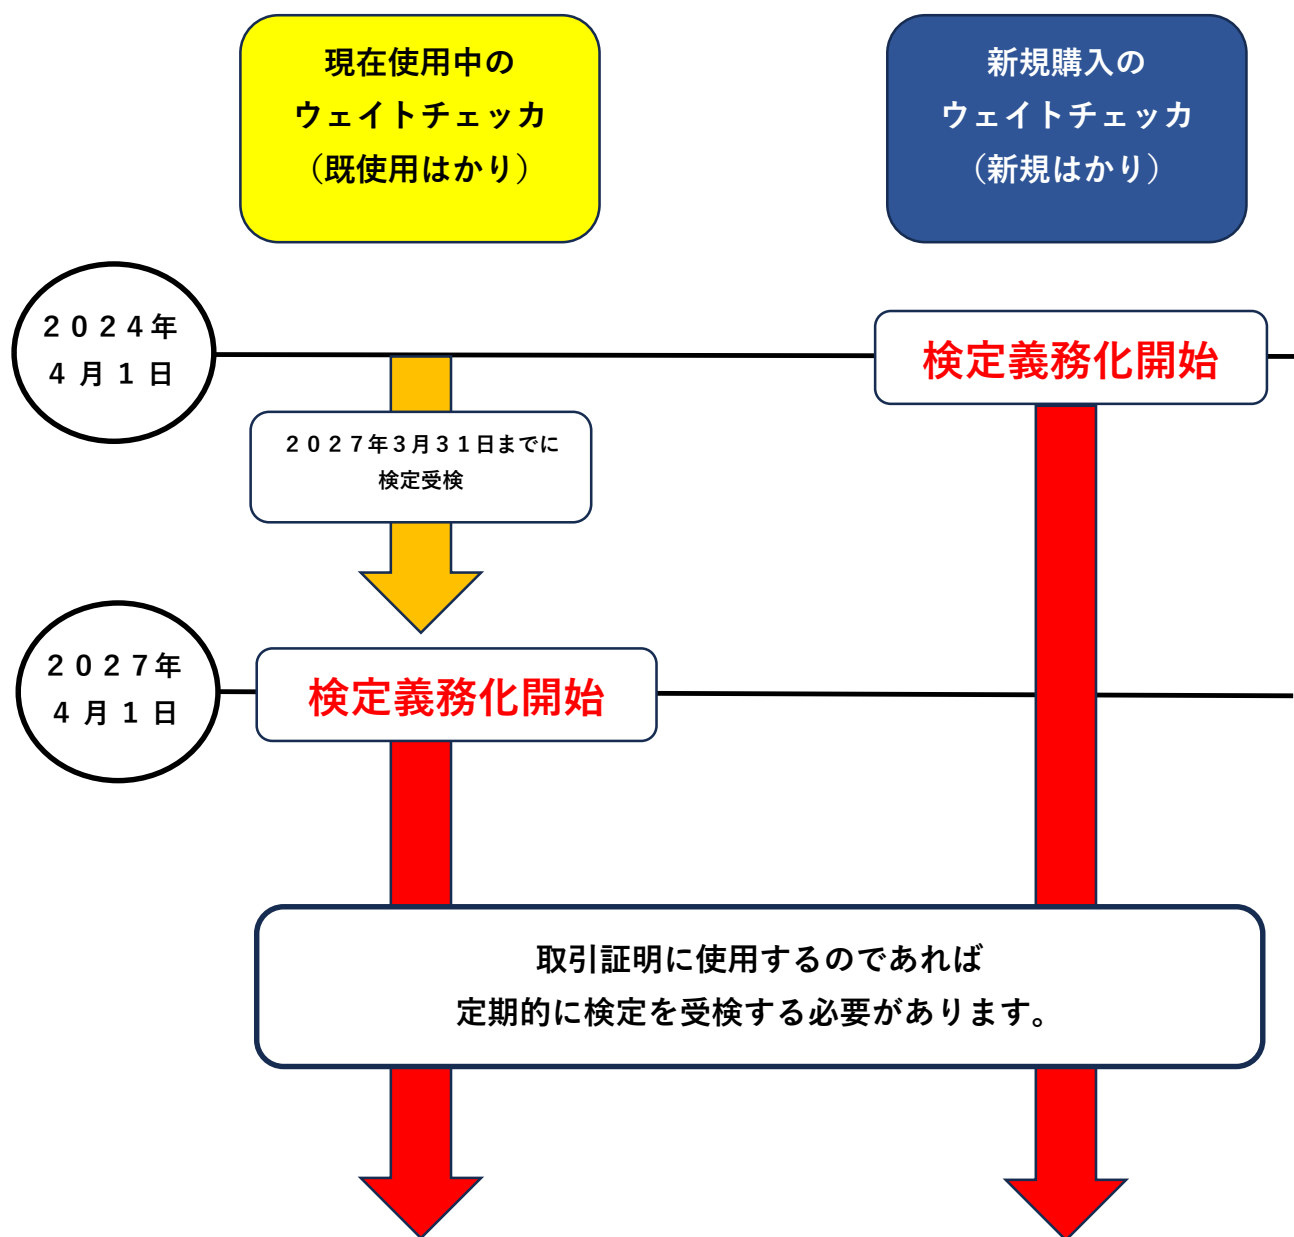 現在使用中の
ウェイトチェッカ
（既使用はかり）
新規購入の
ウェイトチェッカ
（新規はかり）
２０２４年
４月１日
検定義務化開始
２０２７年３月３１日までに
検定受検
２０２７年
４月１日
検定義務化開始
取引証明に使用するのであれば
定期的に検定を受検する必要があります。